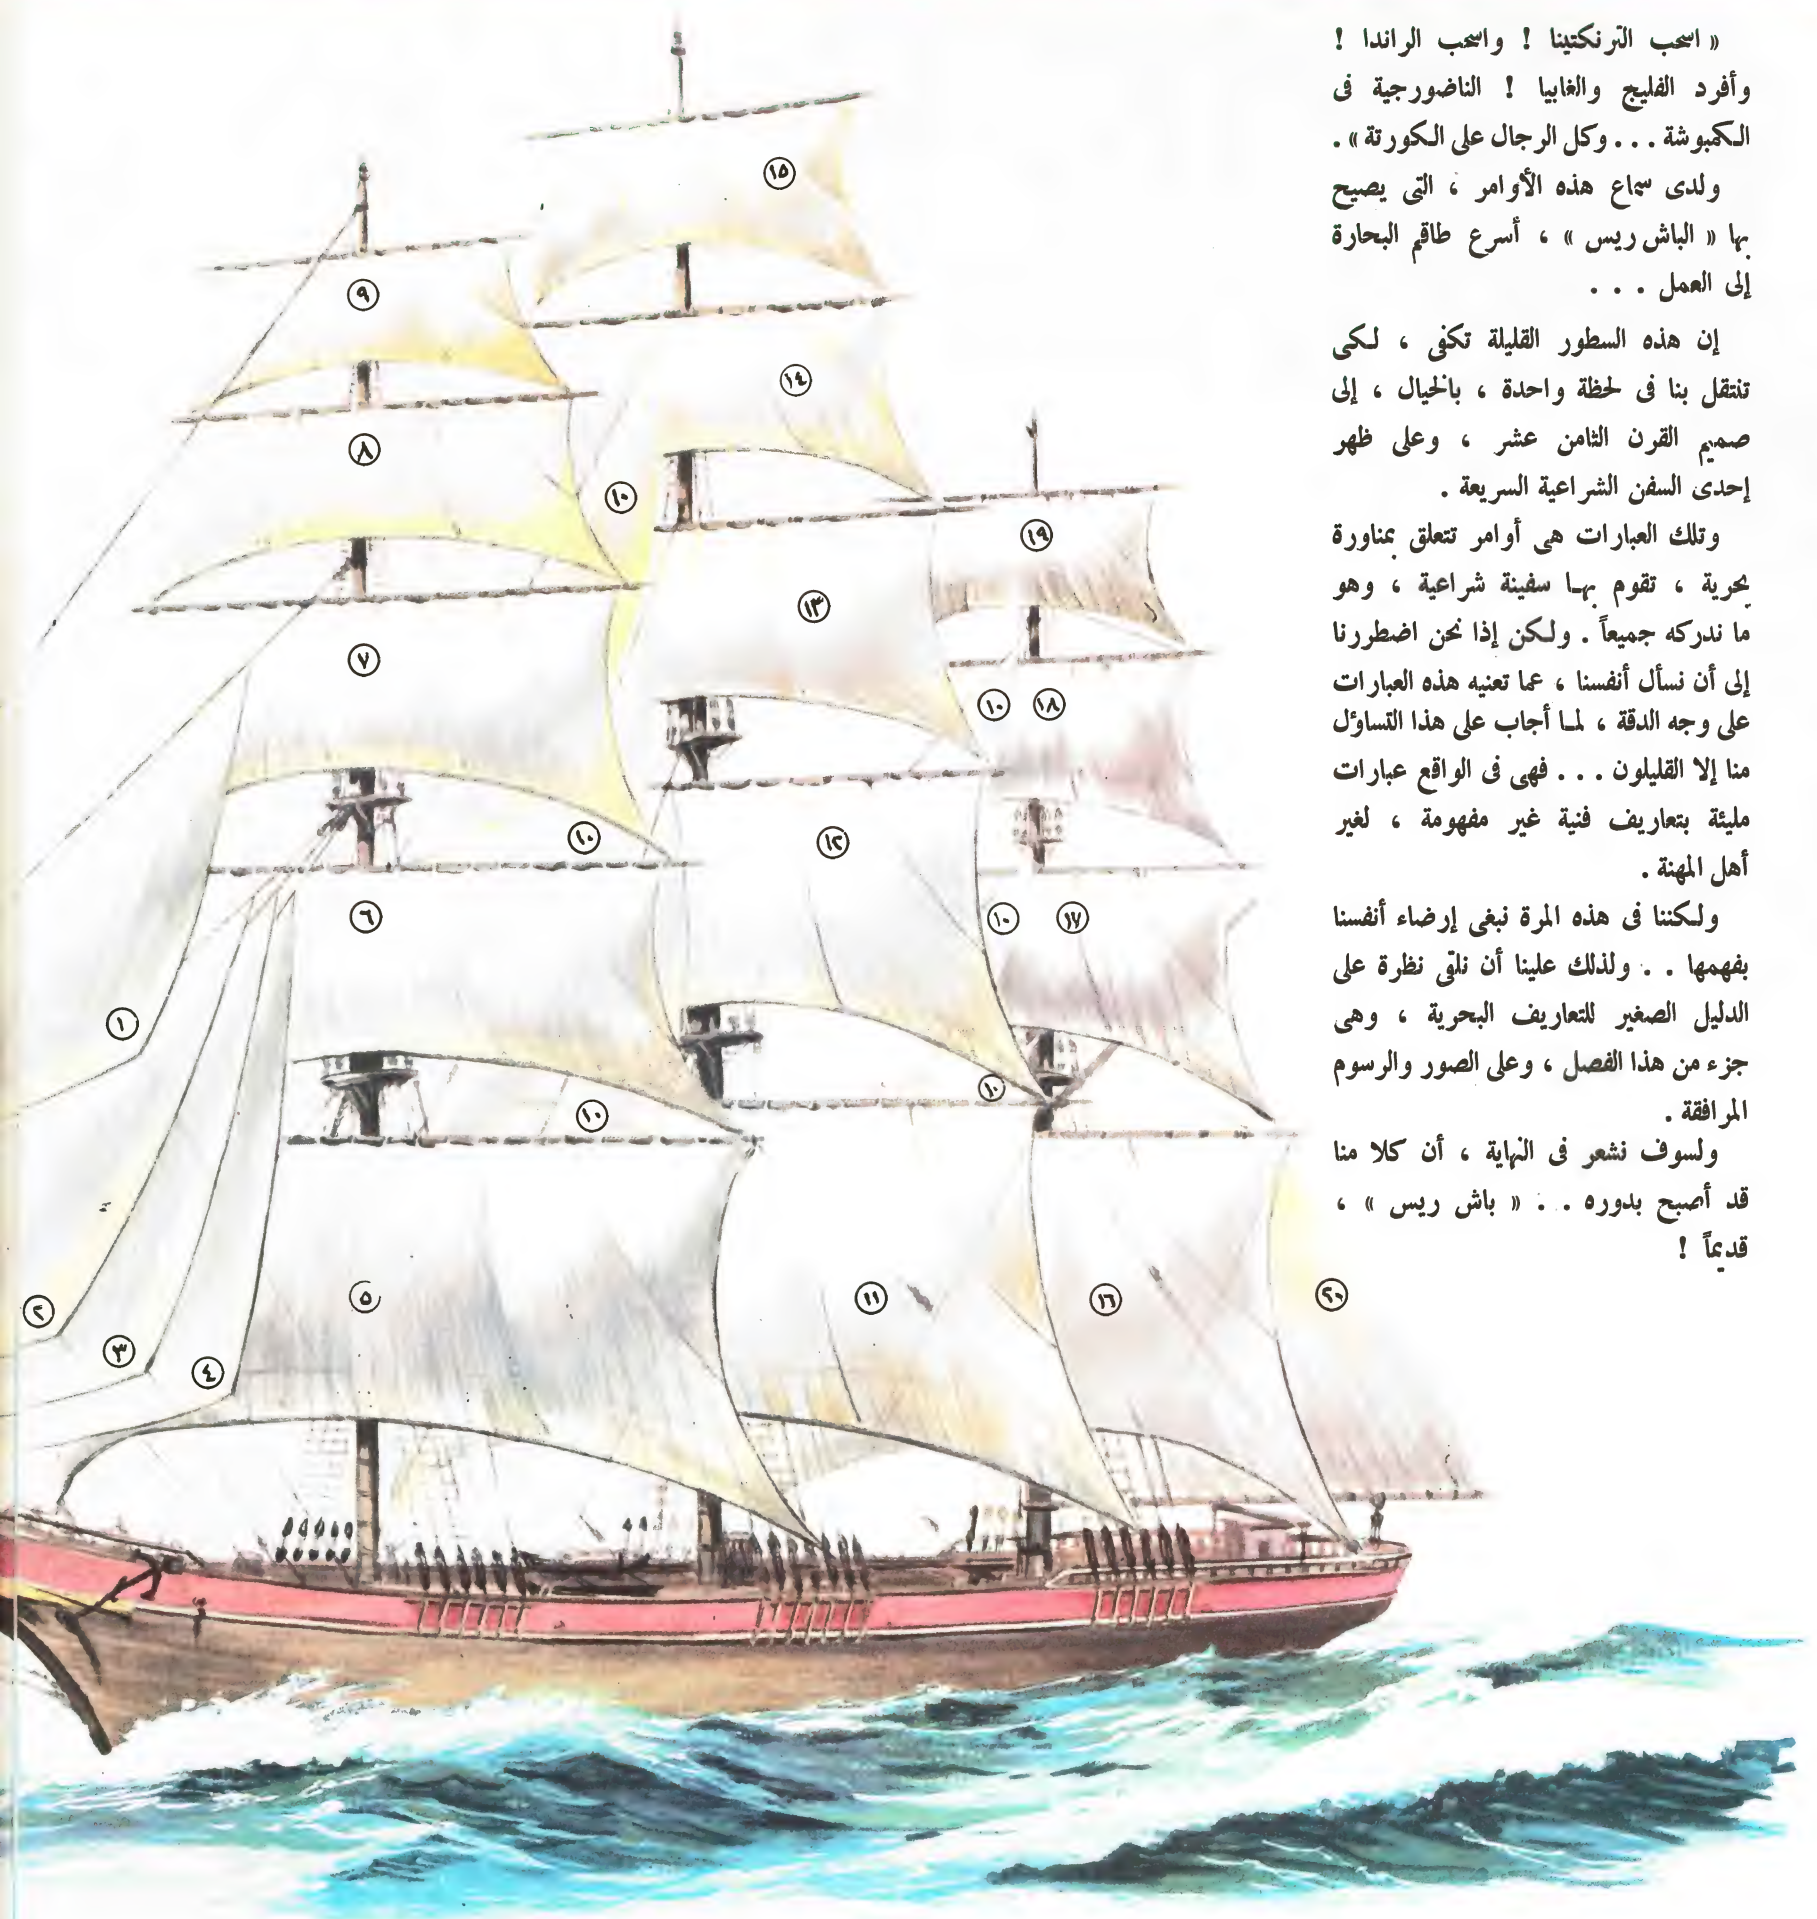 « اسحب الترنكتينا ! واسحب الراندا !
وأفرد الفليج والغابيا ! الناضورجية فى
الكمبوشة . . . وكل الرجال على الكورتة » .
ولدى سماع هذه الأوامر ، التى يصيح
بها « الباش ريس » ، أسرع طاقم البحارة
إلى العمل . . .
إن هذه السطور القليلة تكفى ، لكى
تنتقل بنا فى لحظة واحدة ، بالخيال ، إلى
صميم القرن الثامن عشر ، وعلى ظهر
إحدى السفن الشراعية السريعة .
وتلك العبارات هى أوامر تتعلق بمناورة
بحرية ، تقوم بها سفينة شراعية ، وهو
ما ندركه جميعاً . ولكن إذا نحن اضطررنا
إلى أن نسأل أنفسنا ، عما تعنيه هذه العبارات
على وجه الدقة ، لما أجاب على هذا التساؤل
منا إلا القليلون . . . فهى فى الواقع عبارات
مليئة بتعاريف فنية غير مفهومة ، لغير
أهل المهنة .
ولكننا فى هذه المرة نبغى إرضاء أنفسنا
بفهمها . . ولذلك علينا أن نلقى نظرة على
الدليل الصغير للتعاريف البحرية ، وهى
جزء من هذا الفصل ، وعلى الصور والرسوم
المرافقة .
ولسوف نشعر فى النهاية ، أن كلا منا
قد أصبح بدوره . . « باش ريس » ،
قديماً !
١٥
٩
١٤
٨
١٠
١٩
١٣
٧
١٠ ١٨
١٠
١٢
٦
١٠ ١٧
١
١٠
١٠
٢
٣
٤
٥
١١
١٦
٢٠